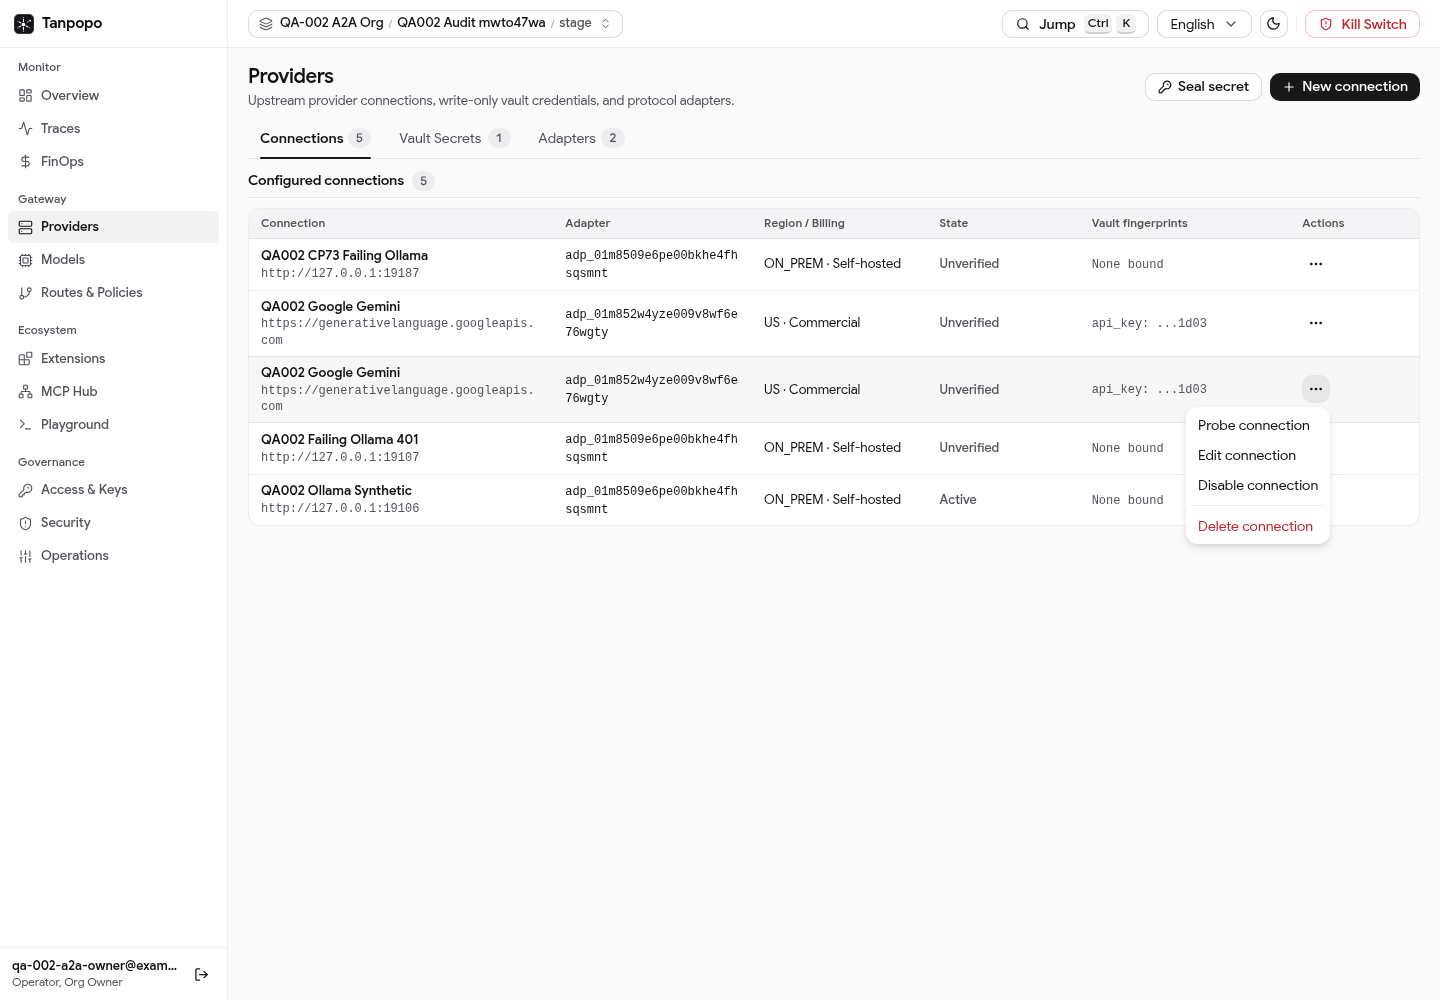 Tanpopo
QA-002 A2A Org / QA002 Audit mwto47wa / stage
Jump Ctrl K
English
Kill Switch
Monitor
Overview
Traces
FinOps
Gateway
Providers
Models
Routes & Policies
Ecosystem
Extensions
MCP Hub
Playground
Governance
Access & Keys
Security
Operations
qa-002-a2a-owner@exam...
Operator, Org Owner
Providers
Upstream provider connections, write-only vault credentials, and protocol adapters.
Seal secret
New connection
Connections 5
Vault Secrets 1
Adapters 2
Configured connections 5
Connection Adapter Region / Billing State Vault fingerprints Actions
QA002 CP73 Failing Ollama
http://127.0.0.1:19187
adp_01m8509e6pe00bkhe4fh
sqsmnt
ON_PREM · Self-hosted
Unverified
None bound
QA002 Google Gemini
https://generativelanguage.googleapis.
com
adp_01m852w4yze009v8wf6e
76wgty
US · Commercial
Unverified
api_key: ...1d03
QA002 Google Gemini
https://generativelanguage.googleapis.
com
adp_01m852w4yze009v8wf6e
76wgty
US · Commercial
Unverified
api_key: ...1d03
QA002 Failing Ollama 401
http://127.0.0.1:19107
adp_01m8509e6pe00bkhe4fh
sqsmnt
ON_PREM · Self-hosted
Unverified
None bound
QA002 Ollama Synthetic
http://127.0.0.1:19106
adp_01m8509e6pe00bkhe4fh
sqsmnt
ON_PREM · Self-hosted
Active
None bound
Probe connection
Edit connection
Disable connection
Delete connection